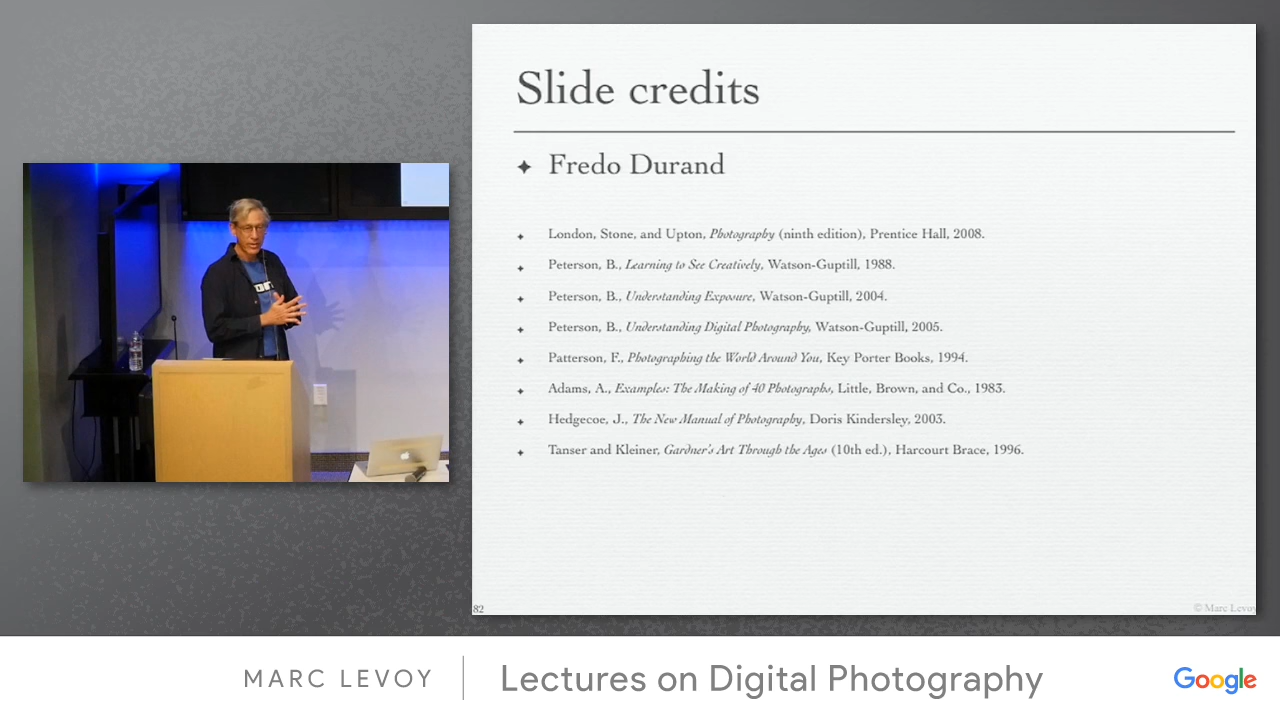 Slide credits
✦ Fredo Durand
✦ London, Stone, and Upton, Photography (ninth edition), Prentice Hall, 2008.
✦ Peterson, B., Learning to See Creatively, Watson-Guptill, 1988.
✦ Peterson, B., Understanding Exposure, Watson-Guptill, 2004.
✦ Peterson, B., Understanding Digital Photography, Watson-Guptill, 2005.
✦ Patterson, F., Photographing the World Around You, Key Porter Books, 1994.
✦ Adams, A., Examples: The Making of 40 Photographs, Little, Brown, and Co., 1983.
✦ Hedgecoe, J., The New Manual of Photography, Doris Kindersley, 2003.
✦ Tanser and Kleiner, Gardner's Art Through the Ages (10th ed.), Harcourt Brace, 1996.
82
© Marc Levoy
MARC LEVOY
Lectures on Digital Photography
Google